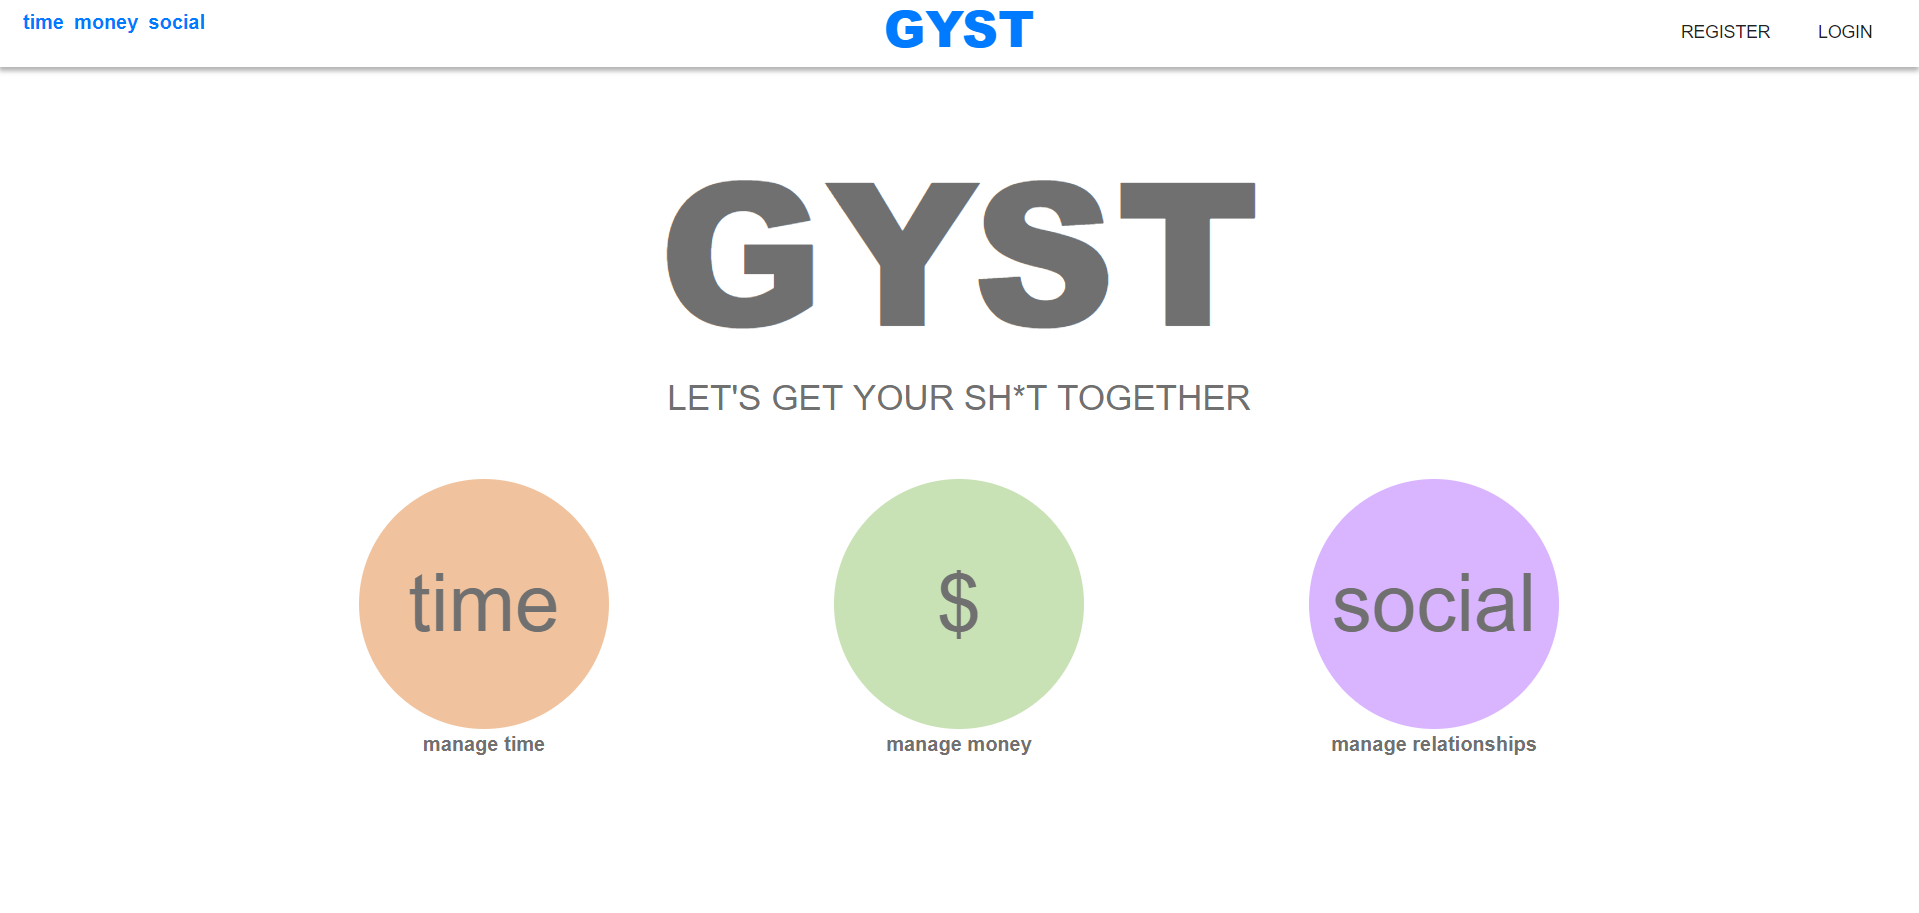 time money social
GYST
REGISTER LOGIN
GYST
LET'S GET YOUR SH*T TOGETHER
time
$
social
manage time
manage money
manage relationships